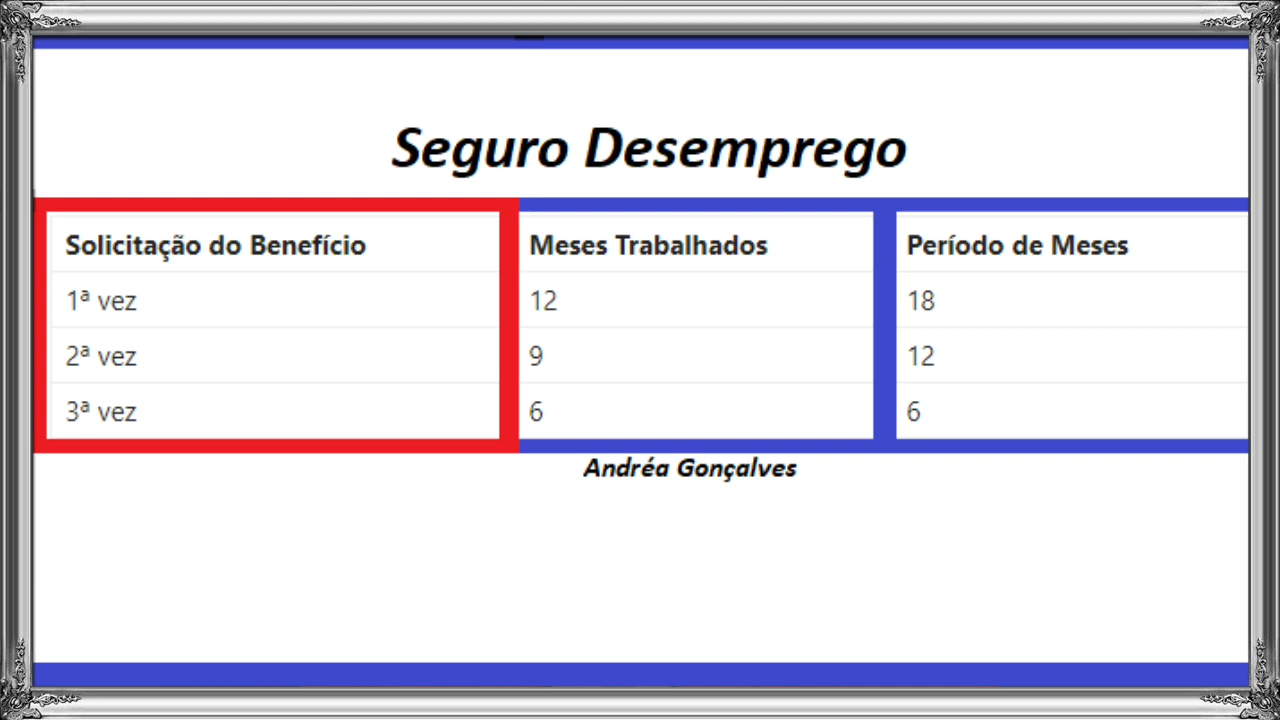 Seguro Desemprego
Solicitação do Benefício Meses Trabalhados Período de Meses
1ª vez 12 18
2ª vez 9 12
3ª vez 6 6
Andréa Gonçalves